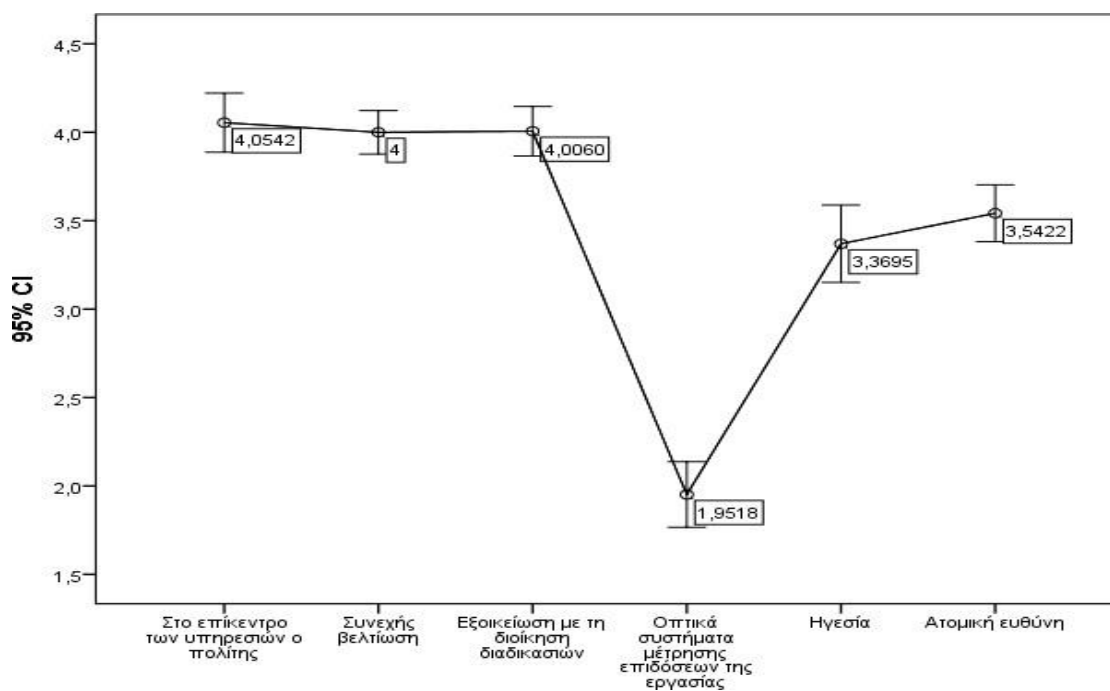 4,5
4,0
3,5
3,0
2,5
2,0
1,5
95% CI
4,0542
4
4,0060
1,9518
3,3695
3,5422
Στο επίκεντρο
των υπηρεσιών ο
πολίτης
Συνεχής
βελτίωση
Εξοικείωση με τη
διοίκηση
διαδικασιών
Οπτικά
συστήματα
μέτρησης
επιδόσεων της
εργασίας
Ηγεσία
Ατομική ευθύνη